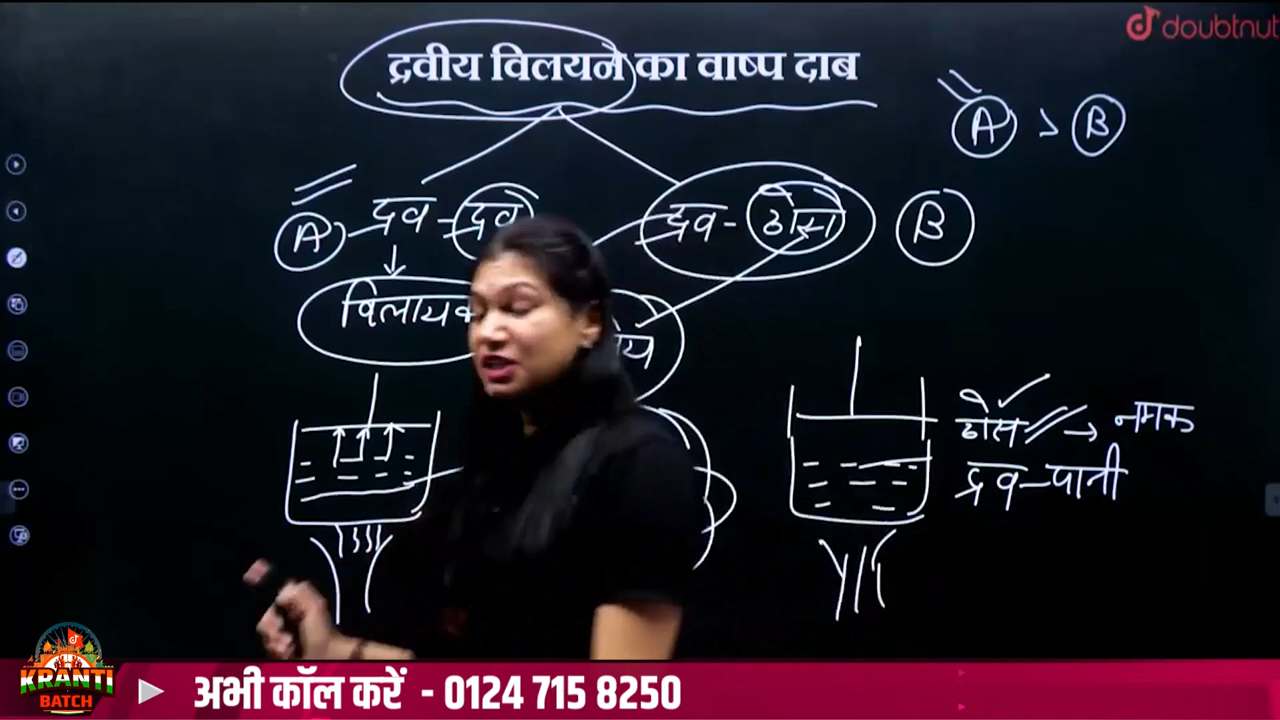 doubtnut
द्रवीय विलयन का वाष्प दाब
A > B
A द्रव - द्रव
द्रव - ठोस B
विलायक
ठोस → नमक
द्रव - पानी
KRANTI
BATCH
अभी कॉल करें - 0124 715 8250